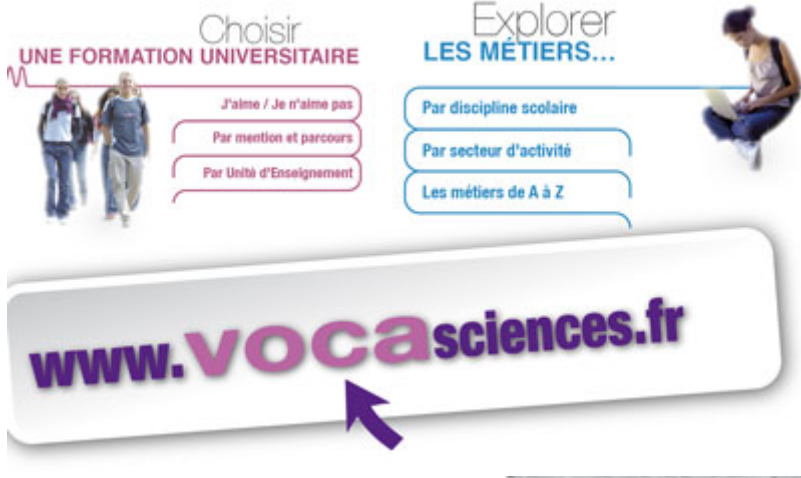 Choisir
UNE FORMATION UNIVERSITAIRE
J'aime / Je n'aime pas
Par mention et parcours
Par Unité d'Enseignement
Explorer
LES MÉTIERS...
Par discipline scolaire
Par secteur d'activité
Les métiers de A à Z
www.vocasciences.fr